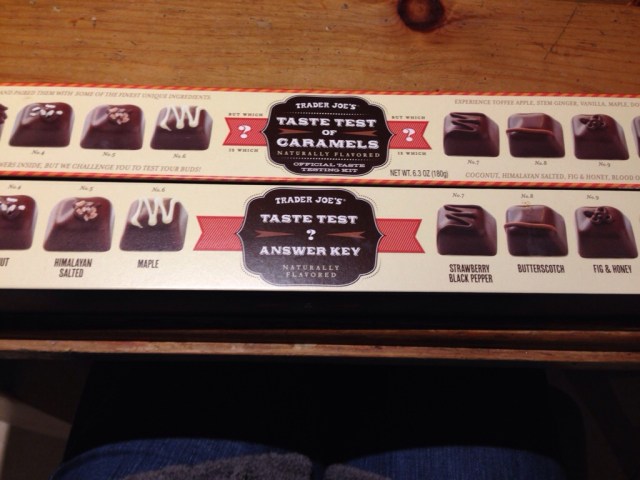 AND PAIRED THEM WITH SOME OF THE FINEST UNIQUE INGREDIENTS.
No.4
No.5
No.6
WERS INSIDE, BUT WE CHALLENGE YOU TO TEST YOUR BUDS!
BUT WHICH
?
IS WHICH
TRADER JOE'S
TASTE TEST
OF
CARAMELS
NATURALLY FLAVORED
OFFICIAL TASTE
TESTING KIT
BUT WHICH
?
IS WHICH
NET WT. 6.3 OZ (180g)
EXPERIENCE TOFFEE APPLE, STEM GINGER, VANILLA, MAPLE,
No.7
No.8
No.9
COCONUT, HIMALAYAN SALTED, FIG & HONEY, BLOOD
No.4
No.5
No.6
UT
HIMALAYAN
SALTED
MAPLE
TRADER JOE'S
TASTE TEST
?
ANSWER KEY
NATURALLY
FLAVORED
No.7
No.8
No.9
STRAWBERRY
BLACK PEPPER
BUTTERSCOTCH
FIG & HONEY